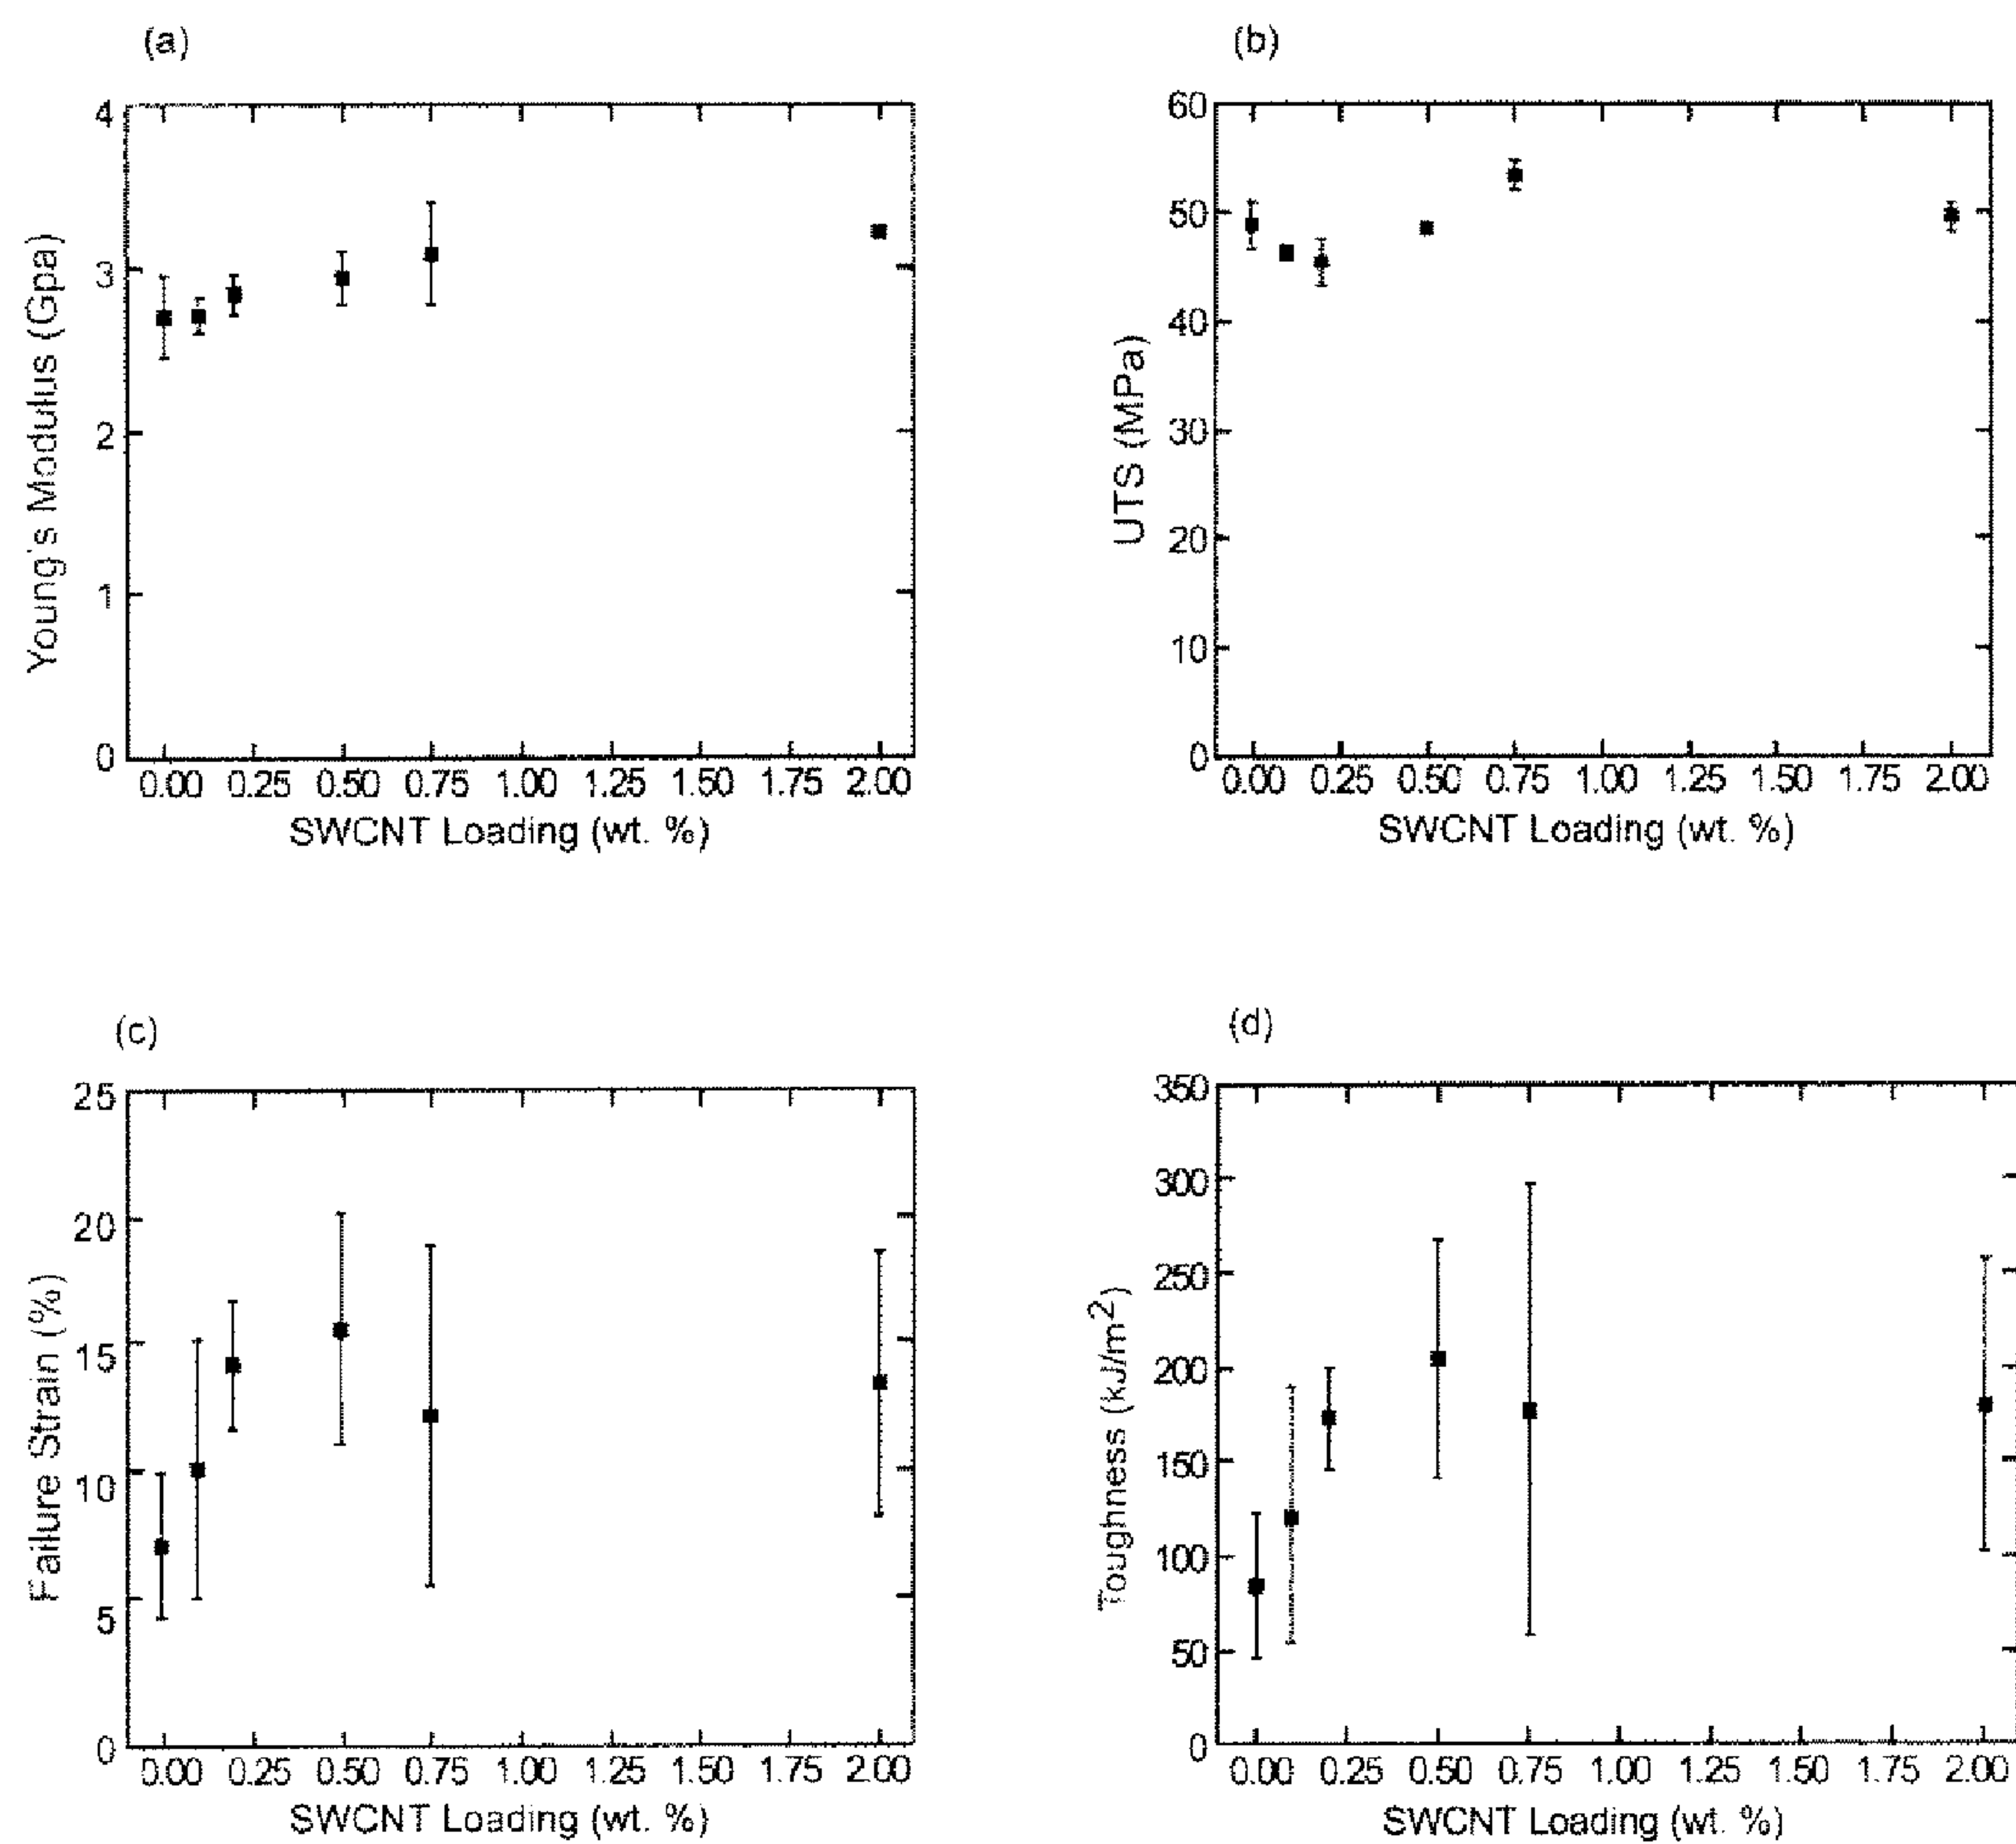 (a)
4
3
2
1
0
Young's Modulus (Gpa)
0.00 0.25 0.50 0.75 1.00 1.25 1.50 1.75 2.00
SWCNT Loading (wt. %)
(b)
60
50
40
30
20
10
0
UTS (MPa)
0.00 0.25 0.50 0.75 1.00 1.25 1.50 1.75 2.00
SWCNT Loading (wt. %)
(c)
25
20
15
10
5
0
Failure Strain (%)
0.00 0.25 0.50 0.75 1.00 1.25 1.50 1.75 2.00
SWCNT Loading (wt. %)
(d)
350
300
250
200
150
100
50
0
Toughness (kJ/m²)
0.00 0.25 0.50 0.75 1.00 1.25 1.50 1.75 2.00
SWCNT Loading (wt. %)